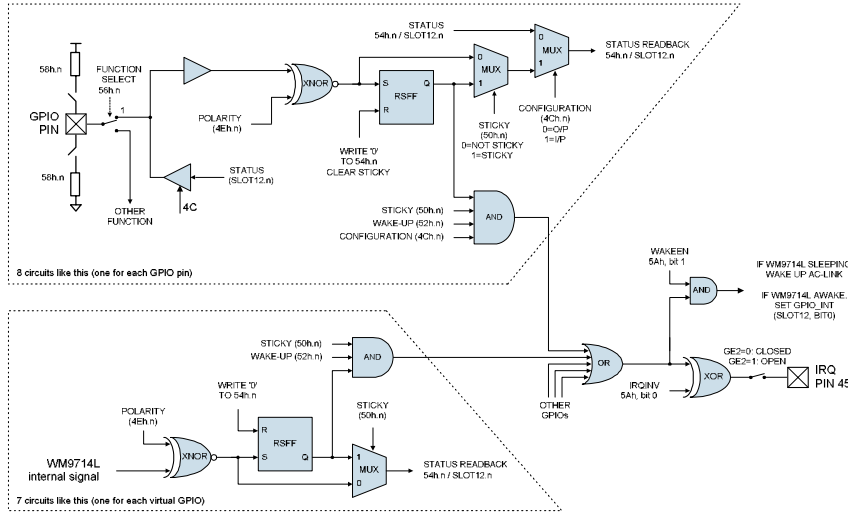 STATUS
54h.n / SLOT12.n
0
MUX
1
STATUS READBACK
54h.n / SLOT12.n
58h.n
FUNCTION
SELECT
56h.n
1
GPIO
PIN
58h.n
OTHER
FUNCTION
4C
STATUS
(SLOT12.n)
POLARITY
(4Eh.n)
XNOR
S
Q
RSFF
R
WRITE '0'
TO 54h.n
CLEAR STICKY
0
MUX
1
STICKY
(50h.n)
0=NOT STICKY
1=STICKY
CONFIGURATION
(4Ch.n)
0=O/P
1=I/P
STICKY (50h.n)
WAKE-UP (52h.n)
CONFIGURATION (4Ch.n)
AND
8 circuits like this (one for each GPIO pin)
WAKEEN
5Ah, bit 1
AND
IF WM9714L SLEEPING
WAKE UP AC-LINK
IF WM9714L AWAKE.
SET GPIO_INT
(SLOT12, BIT0)
STICKY (50h.n)
WAKE-UP (52h.n)
AND
OR
OTHER
GPIOs
IRQINV
5Ah, bit 0
XOR
GE2=0: CLOSED
GE2=1: OPEN
IRQ
PIN 45
WRITE '0'
TO 54h.n
POLARITY
(4Eh.n)
WM9714L
internal signal
XNOR
R
RSFF
S
Q
STICKY
(50h.n)
1
MUX
0
STATUS READBACK
54h.n / SLOT12.n
7 circuits like this (one for each virtual GPIO)